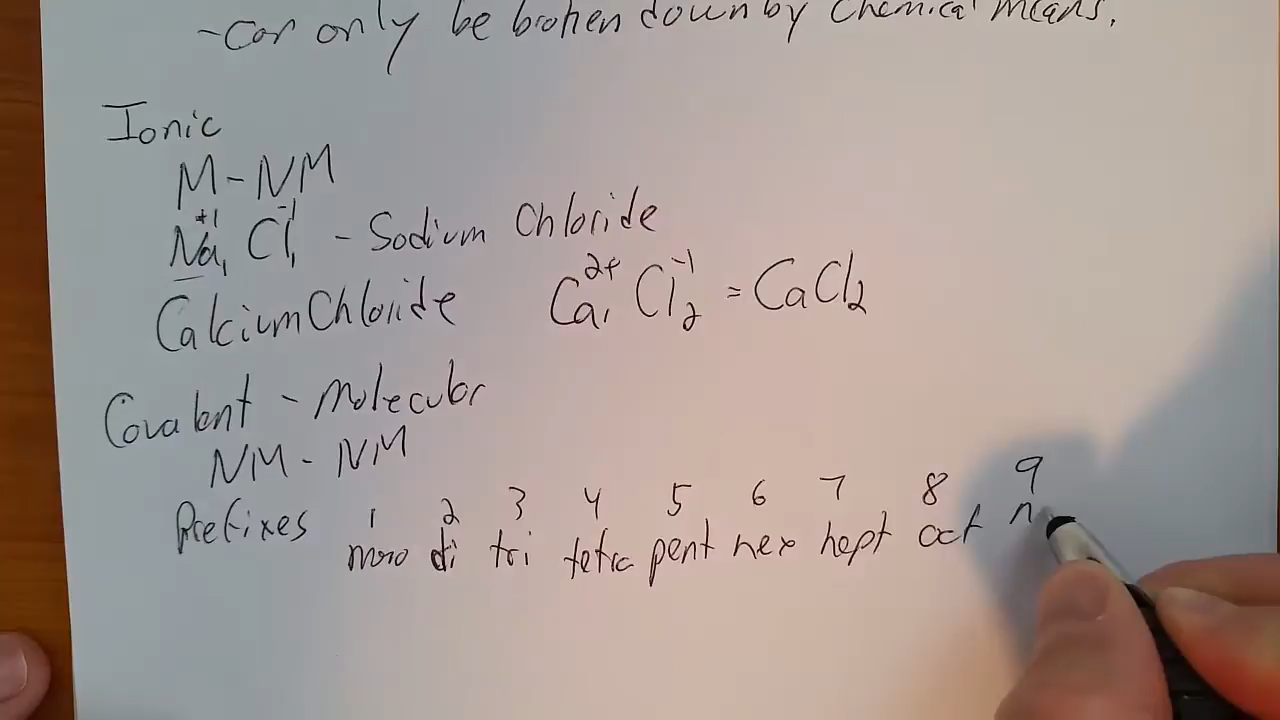 - can only be broken down by chemical means.
Ionic
M - NM
Na₁⁺¹ Cl₁⁻¹ - Sodium Chloride
Calcium Chloride Ca₁²⁺ Cl₂⁻¹ = CaCl₂
Covalent - molecular
NM - NM
Prefixes 1 2 3 4 5 6 7 8 9
mono di tri tetra pent hex hept oct n